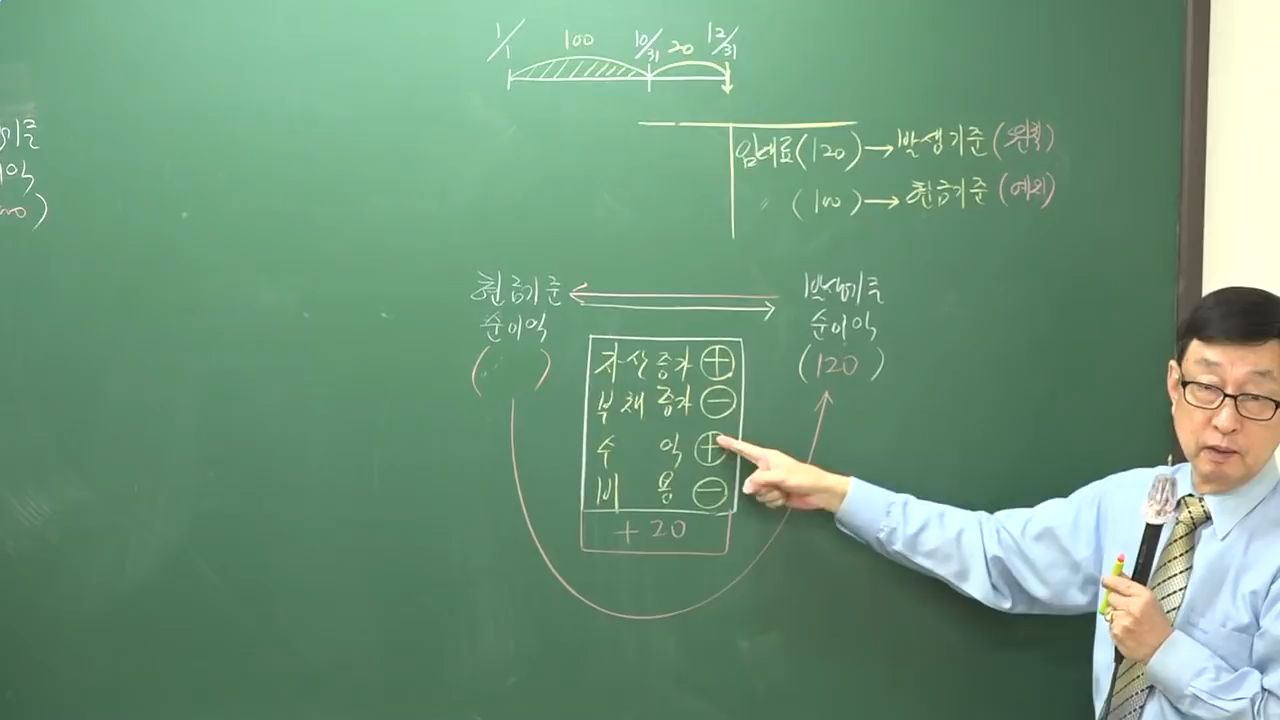 1/1 100 10/31 20 12/31
임대료(120) → 발생기준(원칙)
〃 (100) → 현금기준(예외)
현금기준
순이익
( )
발생기준
순이익
(120)
자산증가 ⊕
부채증가 ⊖
수 익 ⊕
비 용 ⊖
+20